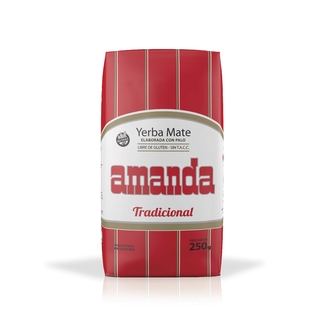 Yerba Mate
ELABORADA CON PALO
LIBRE DE GLUTEN - SIN T.A.C.C.
amanda
Tradicional
250g